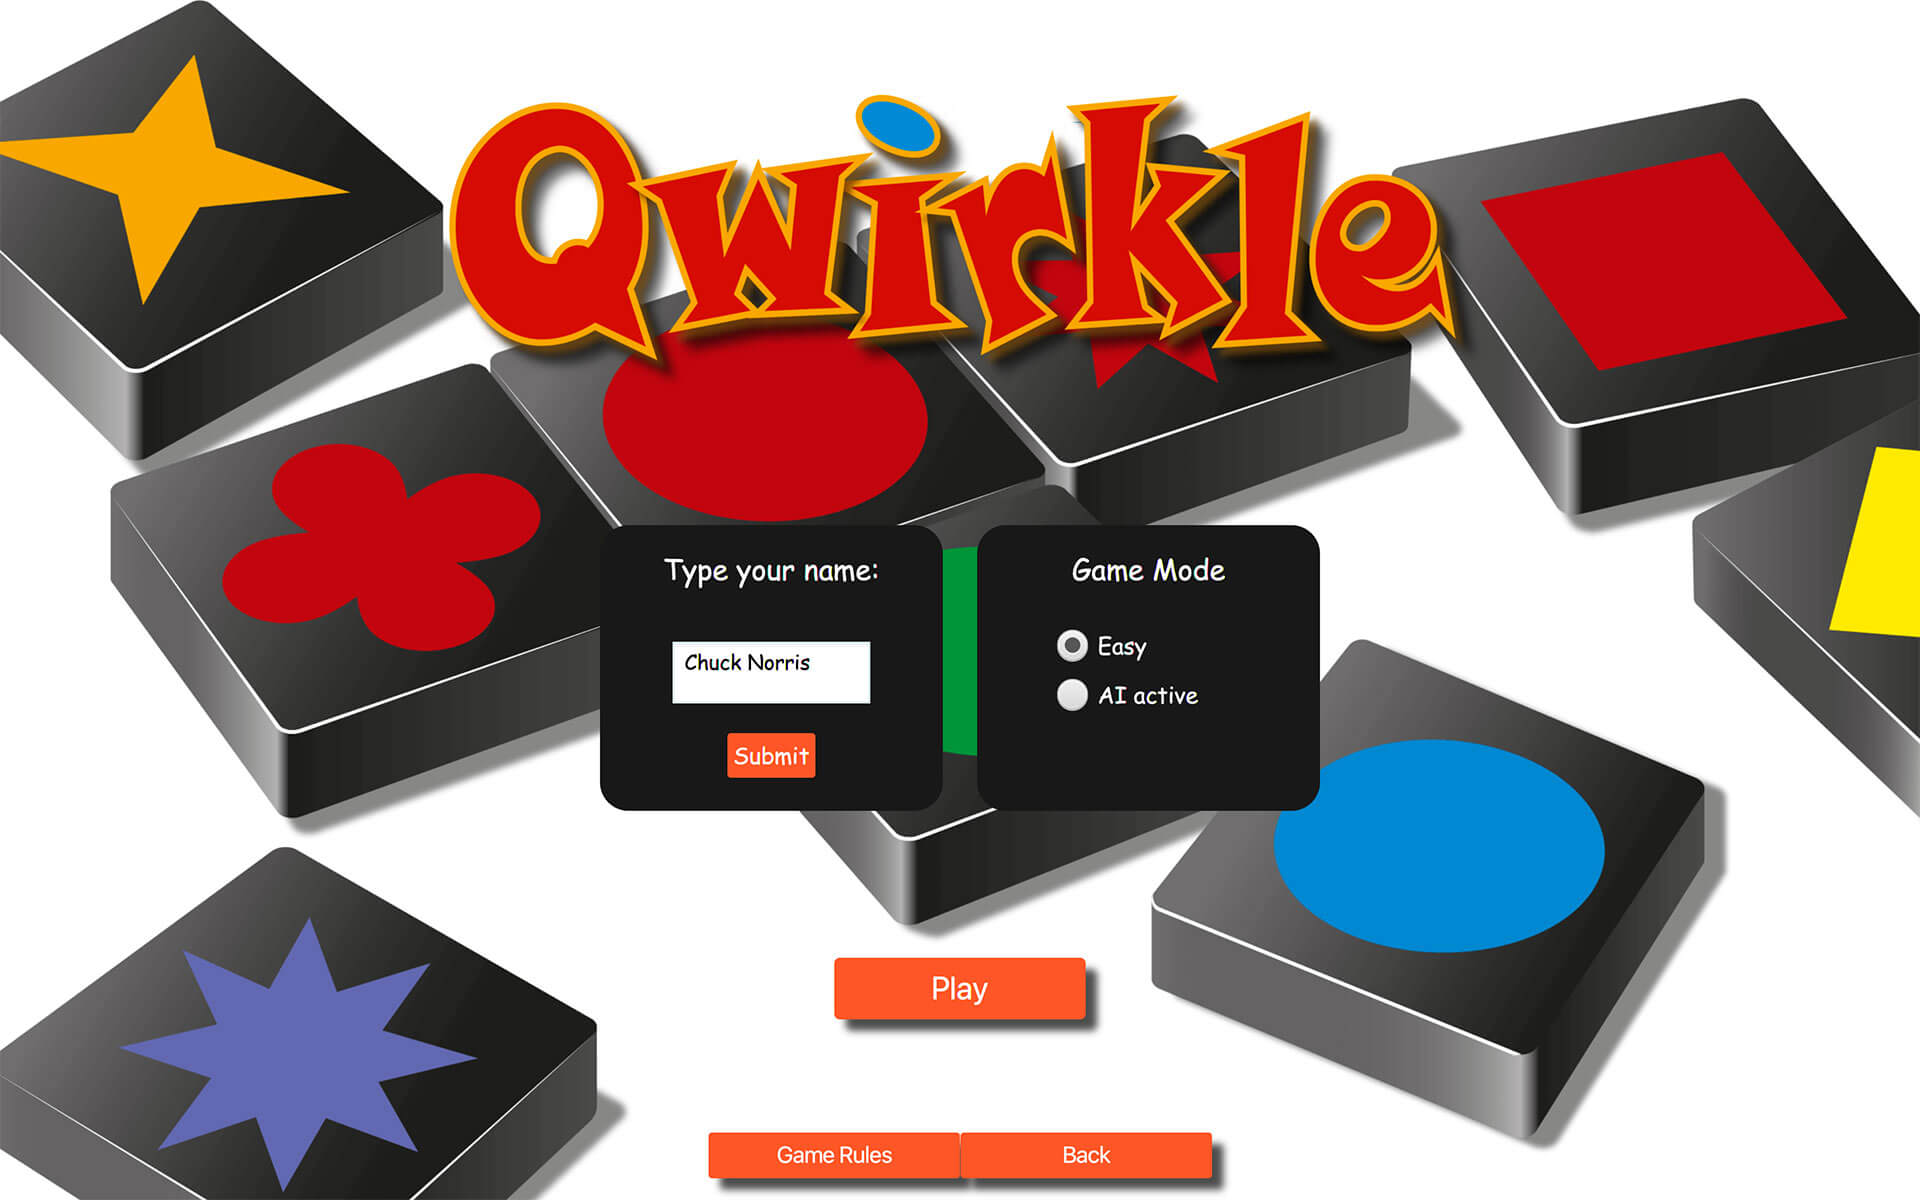 Qwirkle
Type your name:
Chuck Norris
Submit
Game Mode
Easy
AI active
Play
Game Rules
Back